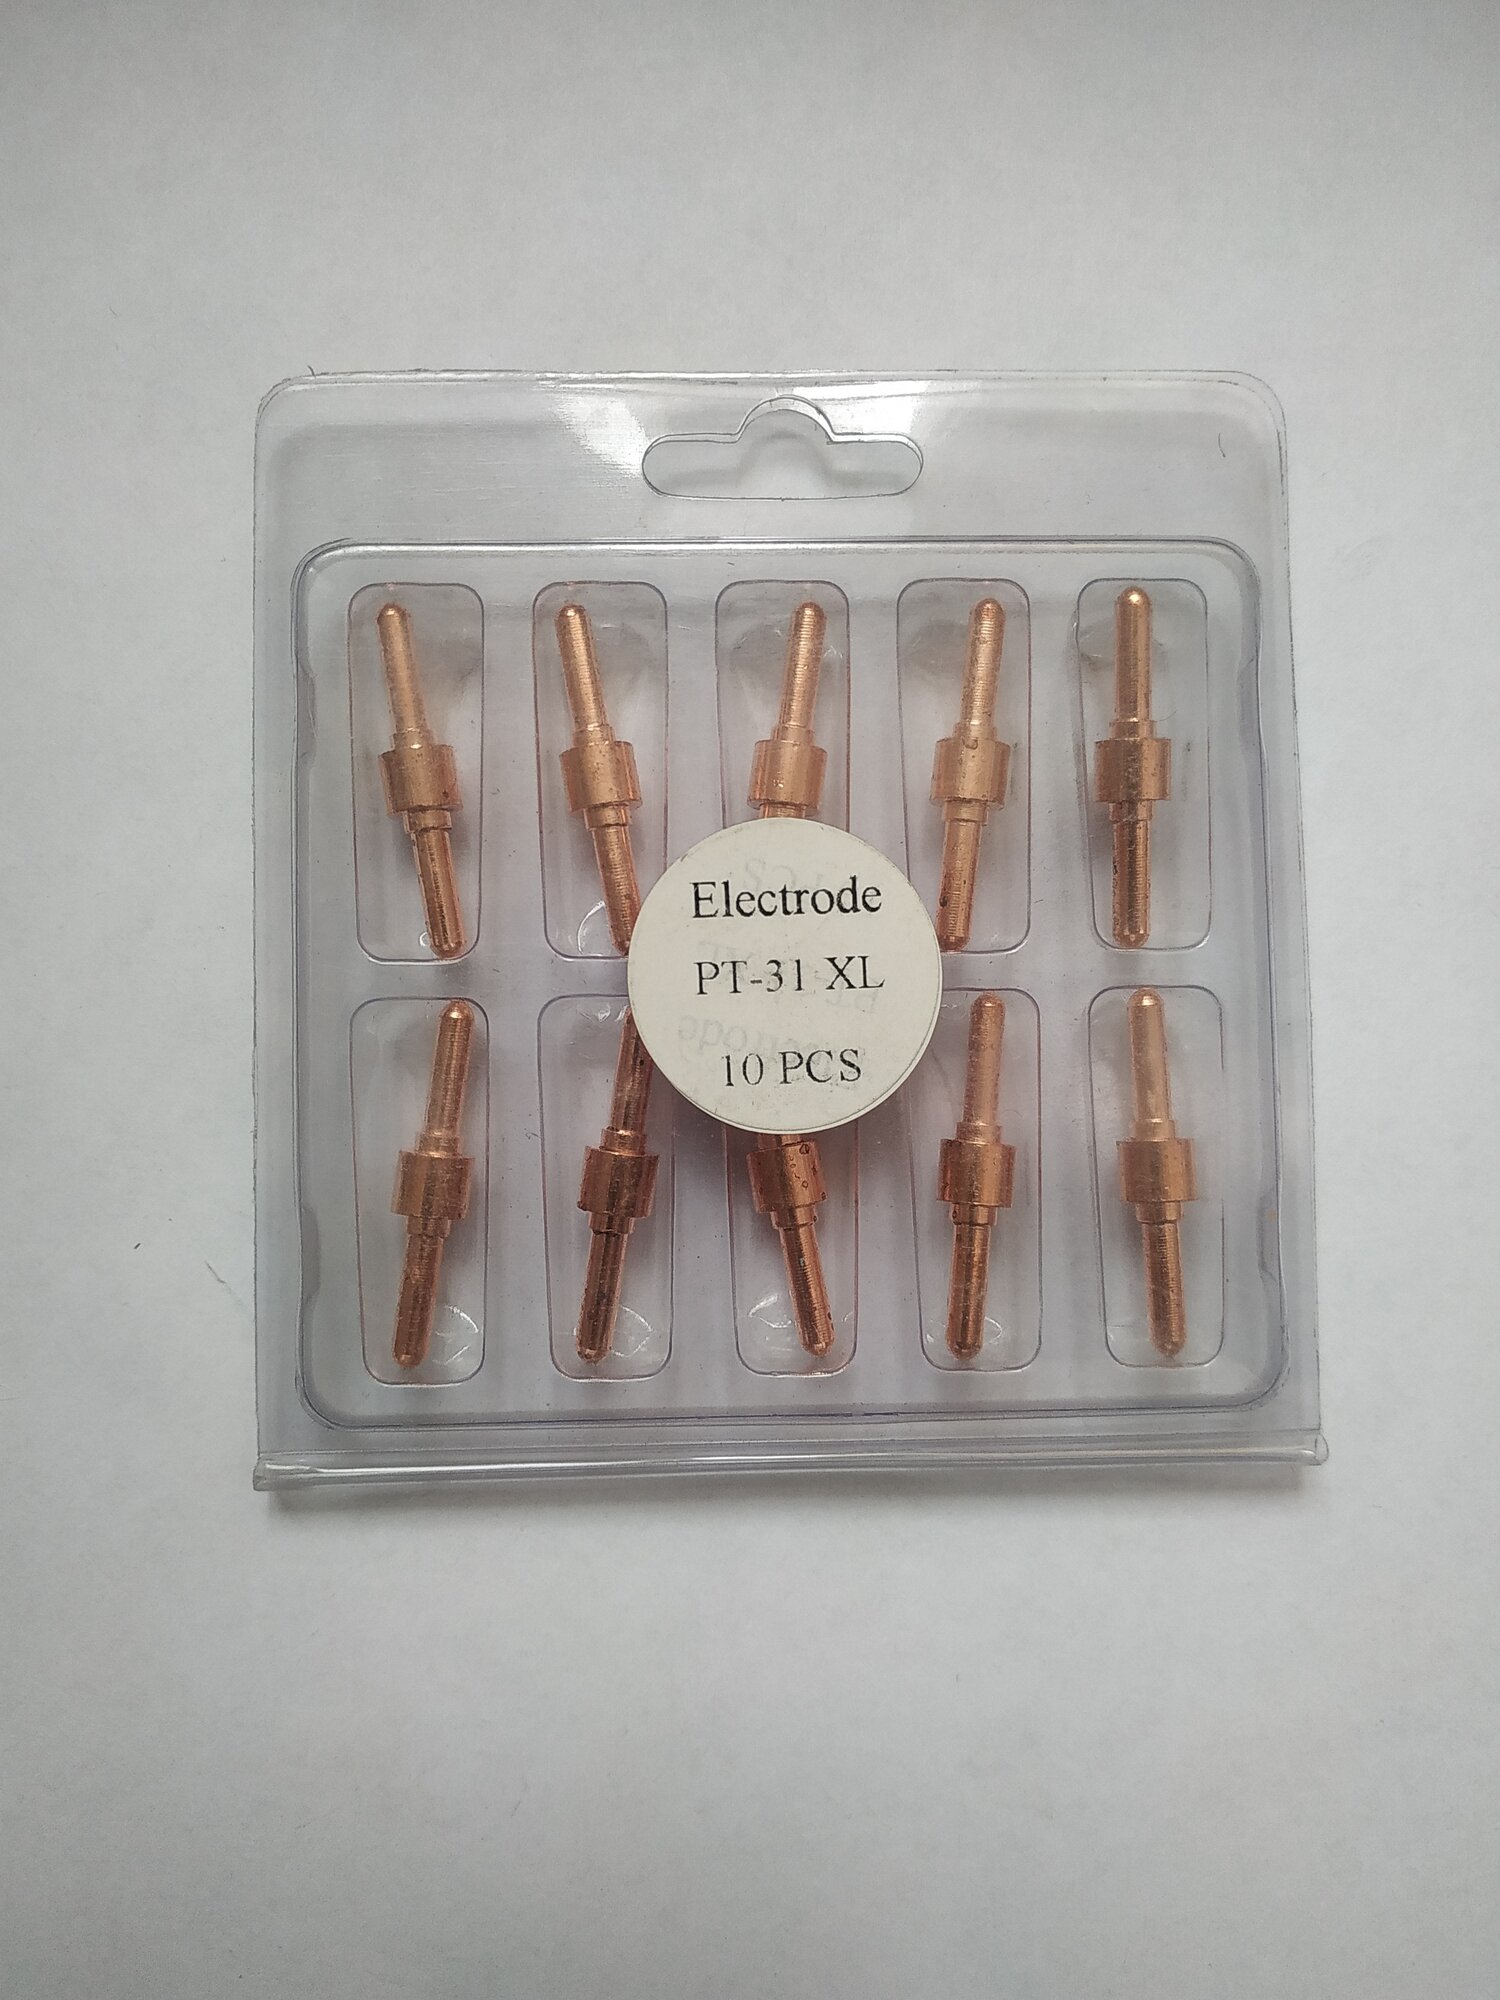 Electrode
PT-31 XL
10 PCS